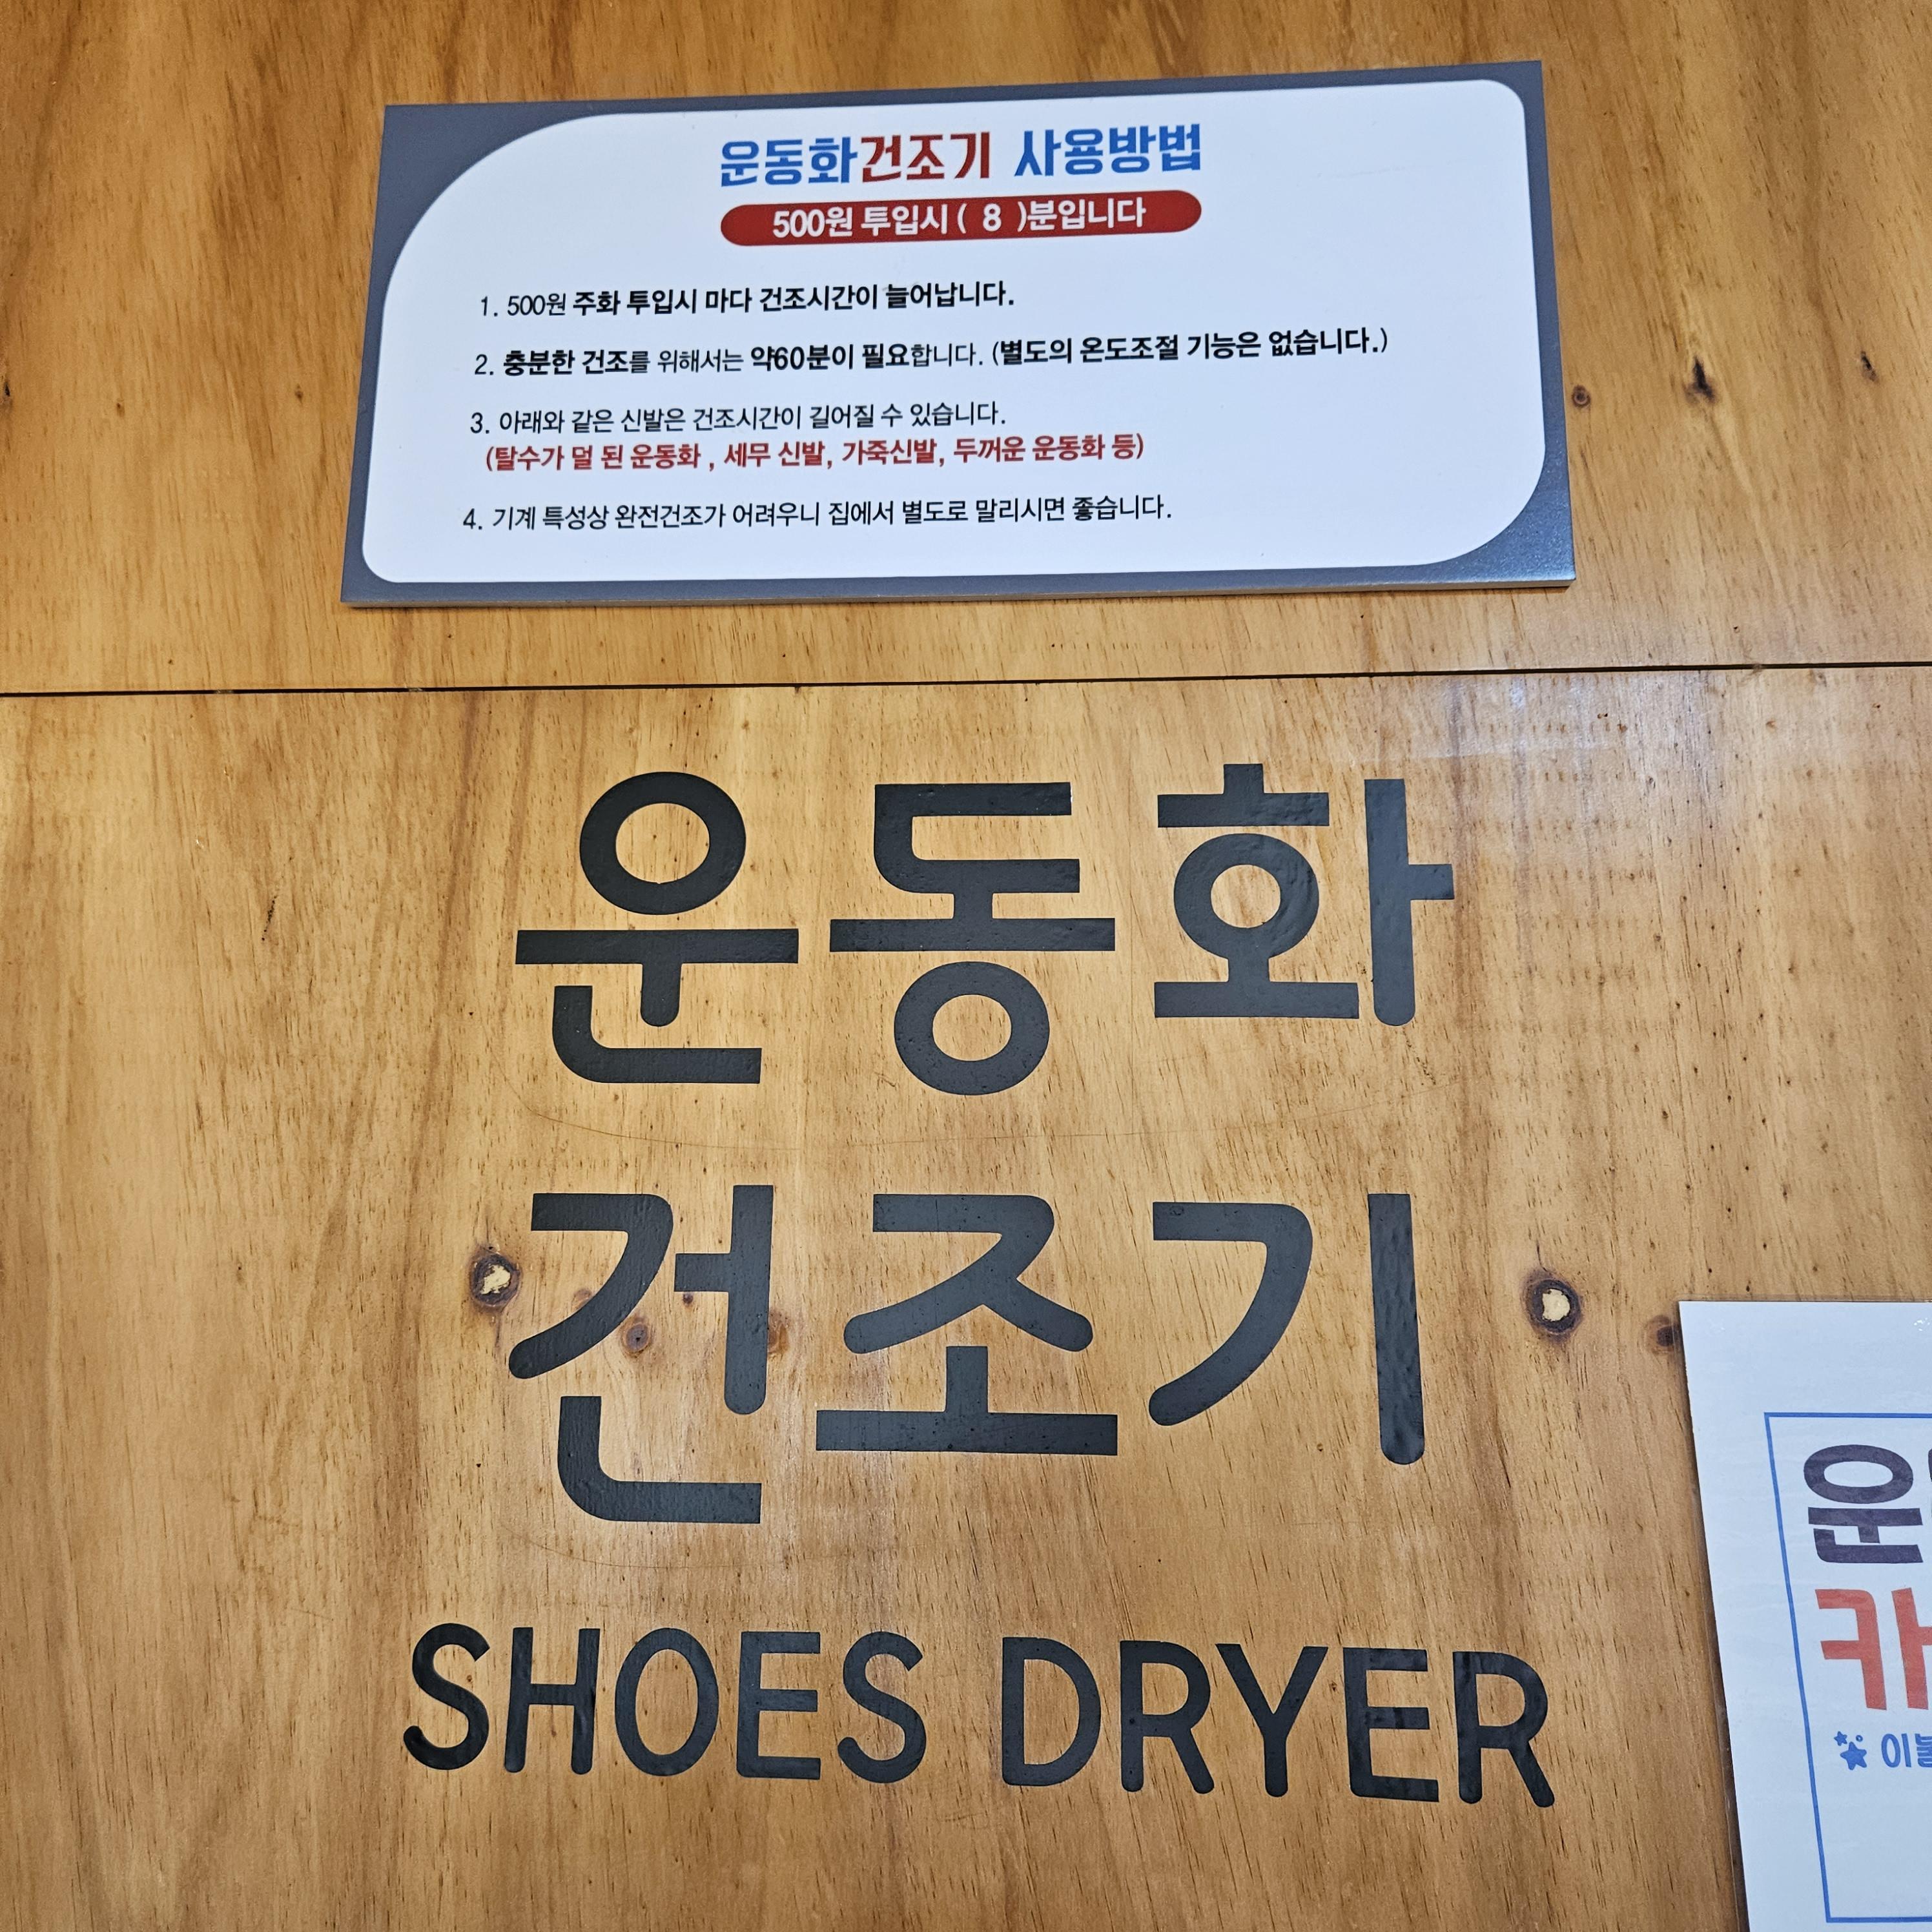 운동화건조기 사용방법
500원 투입시 ( 8 )분입니다
1. 500원 주화 투입시 마다 건조시간이 늘어납니다.
2. 충분한 건조를 위해서는 약60분이 필요합니다. (별도의 온도조절 기능은 없습니다.)
3. 아래와 같은 신발은 건조시간이 길어질 수 있습니다.
(탈수가 덜 된 운동화 , 세무 신발, 가죽신발, 두꺼운 운동화 등)
4. 기계 특성상 완전건조가 어려우니 집에서 별도로 말리시면 좋습니다.
운동화
건조기
SHOES DRYER